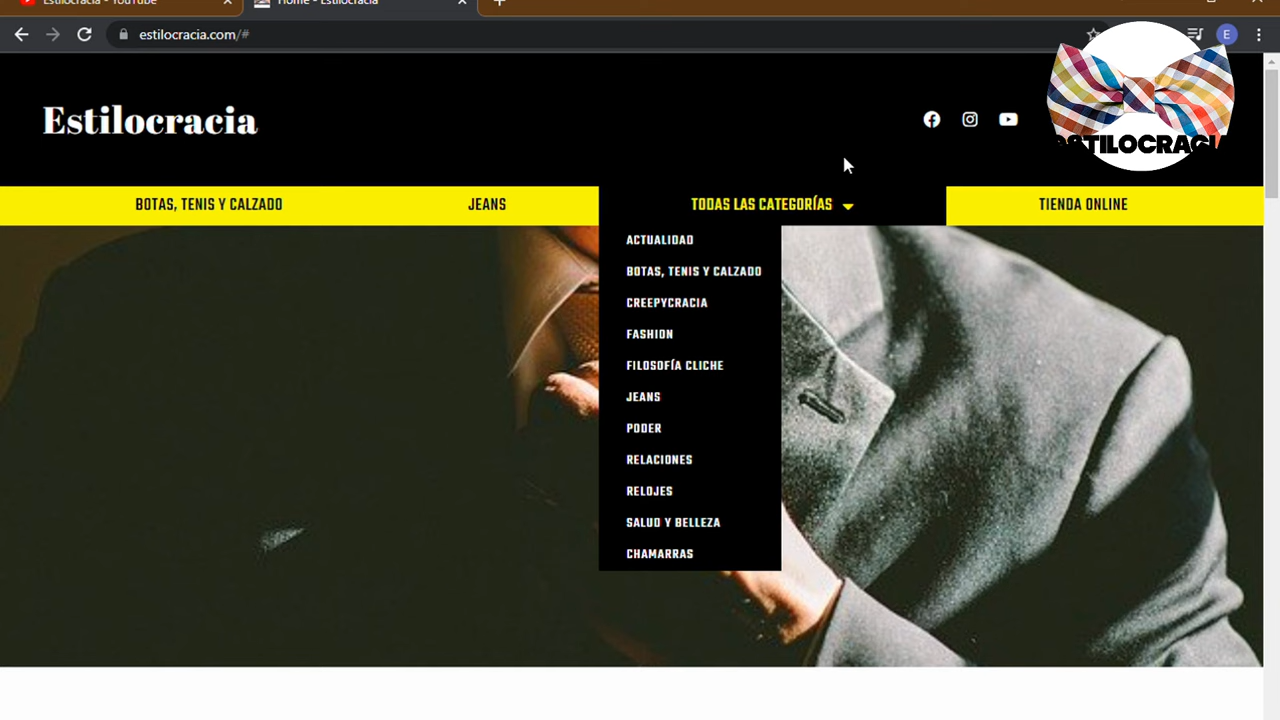 Estilocracia - YouTube
Home - Estilocracia
estilocracia.com/#
E
Estilocracia
ESTILOCRACIA
BOTAS, TENIS Y CALZADO
JEANS
TODAS LAS CATEGORÍAS
TIENDA ONLINE
ACTUALIDAD
BOTAS, TENIS Y CALZADO
CREEPYCRACIA
FASHION
FILOSOFÍA CLICHE
JEANS
PODER
RELACIONES
RELOJES
SALUD Y BELLEZA
CHAMARRAS